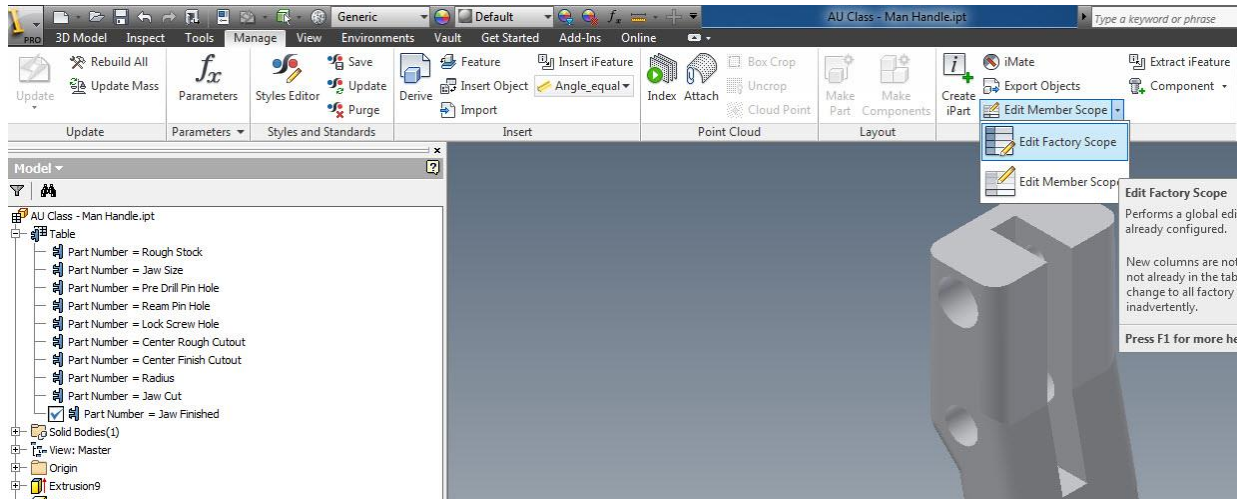 Generic
Default
AU Class - Man Handle.ipt
Type a keyword or phrase
PRO
3D Model Inspect Tools Manage View Environments Vault Get Started Add-Ins Online
Rebuild All
Update Mass
Update
Parameters
Styles Editor
Save
Update
Purge
Derive
Feature
Insert Object
Import
Insert iFeature
Angle_equal
Index
Attach
Box Crop
Uncrop
Cloud Point
Make Part
Make Components
Create iPart
iMate
Export Objects
Edit Member Scope
Extract iFeature
Component
Update
Parameters
Styles and Standards
Insert
Point Cloud
Layout
Edit Factory Scope
Edit Member Scope
Edit Factory Scope
Performs a global edi
already configured.
New columns are not
not already in the tab
change to all factory
inadvertently.
Press F1 for more he
Model
AU Class - Man Handle.ipt
Table
Part Number = Rough Stock
Part Number = Jaw Size
Part Number = Pre Drill Pin Hole
Part Number = Ream Pin Hole
Part Number = Lock Screw Hole
Part Number = Center Rough Cutout
Part Number = Center Finish Cutout
Part Number = Radius
Part Number = Jaw Cut
Part Number = Jaw Finished
Solid Bodies(1)
View: Master
Origin
Extrusion9